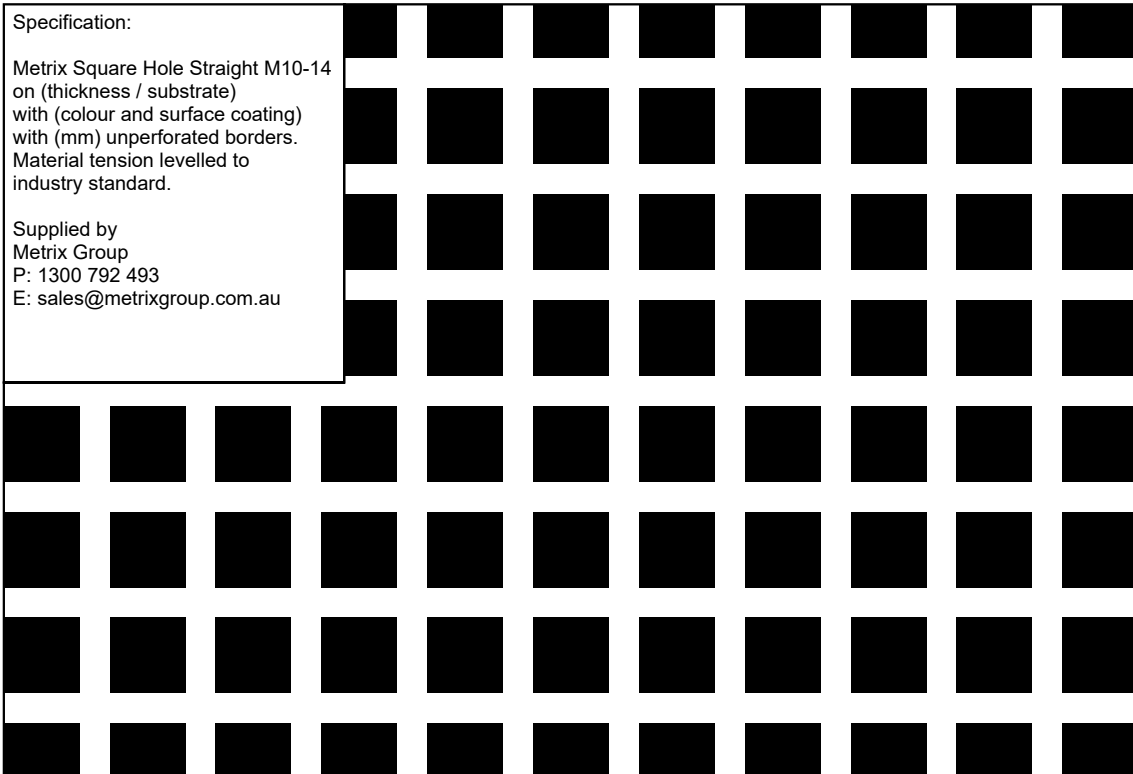 Specification:
Metrix Square Hole Straight M10-14
on (thickness / substrate)
with (colour and surface coating)
with (mm) unperforated borders.
Material tension levelled to
industry standard.
Supplied by
Metrix Group
P: 1300 792 493
E: sales@metrixgroup.com.au